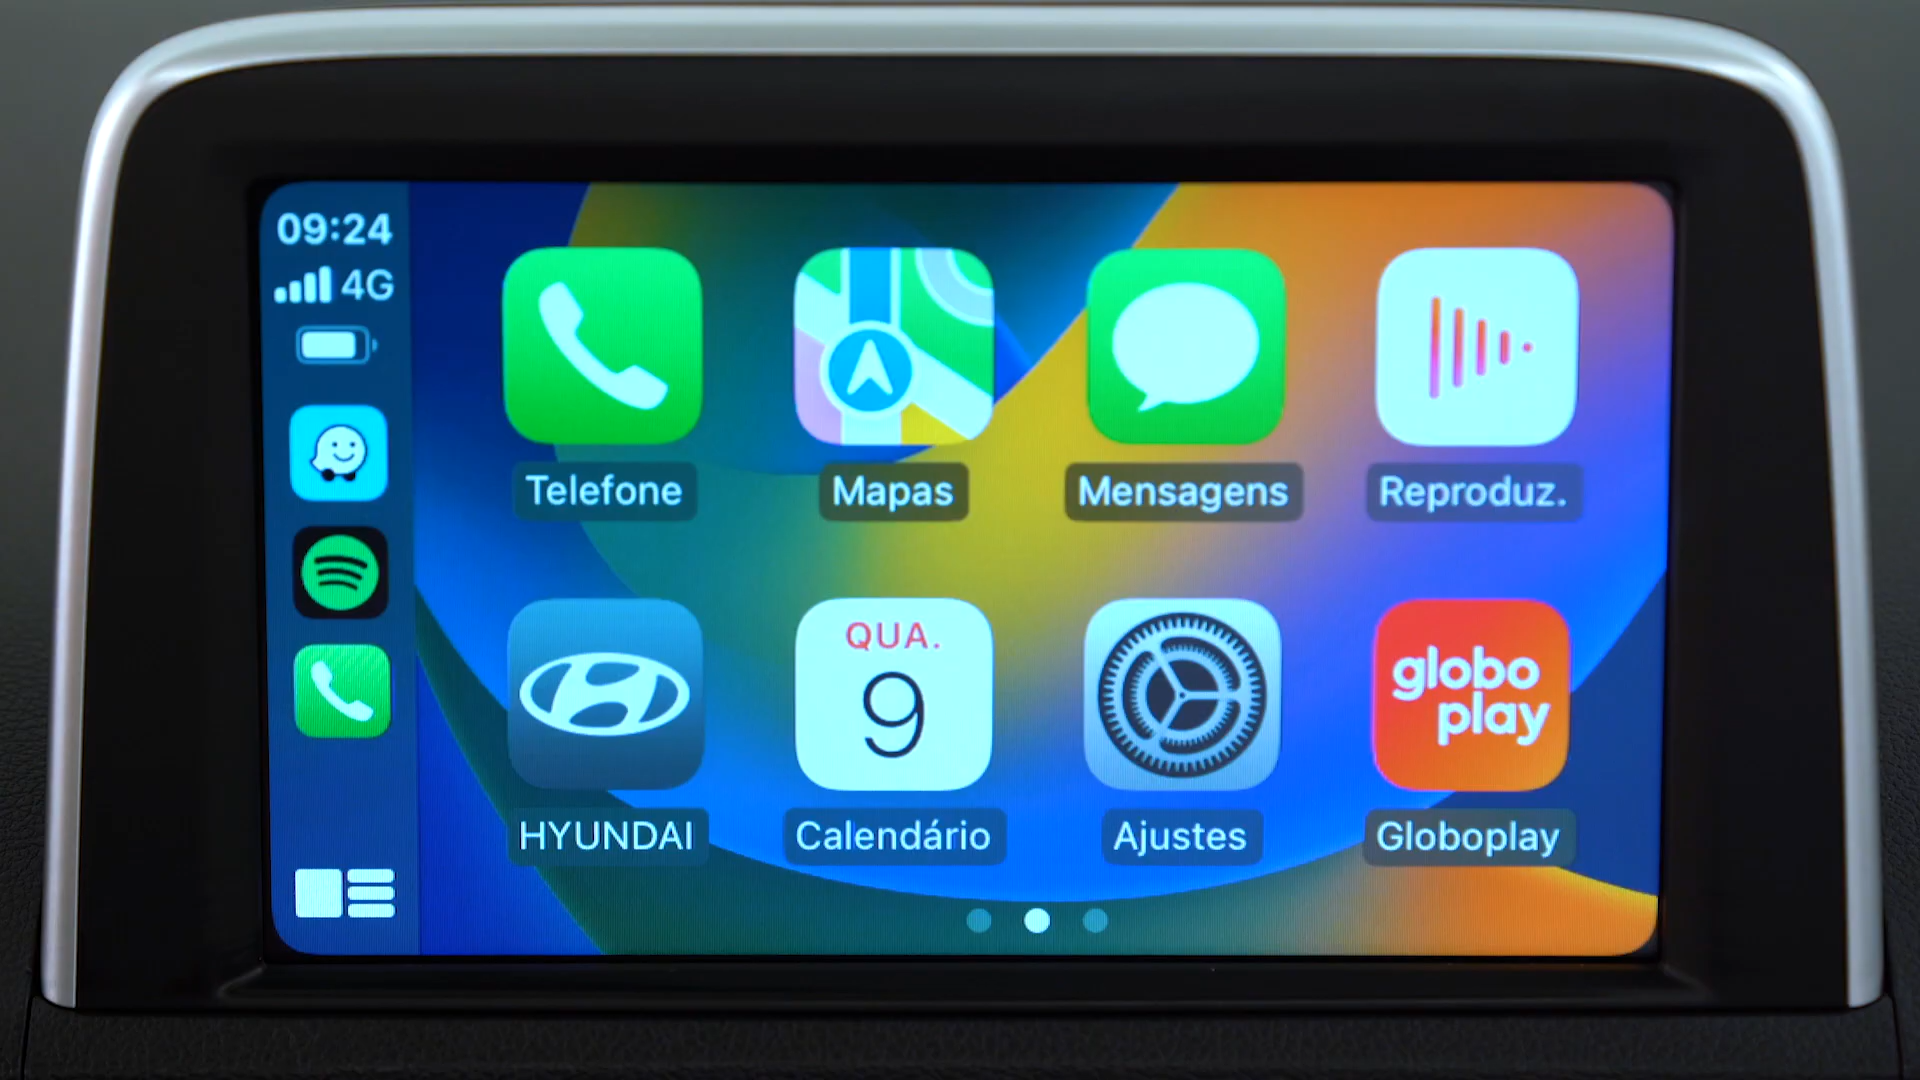 09:24
4G
Telefone
Mapas
Mensagens
Reproduz.
QUA.
9
globo
play
HYUNDAI
Calendário
Ajustes
Globoplay